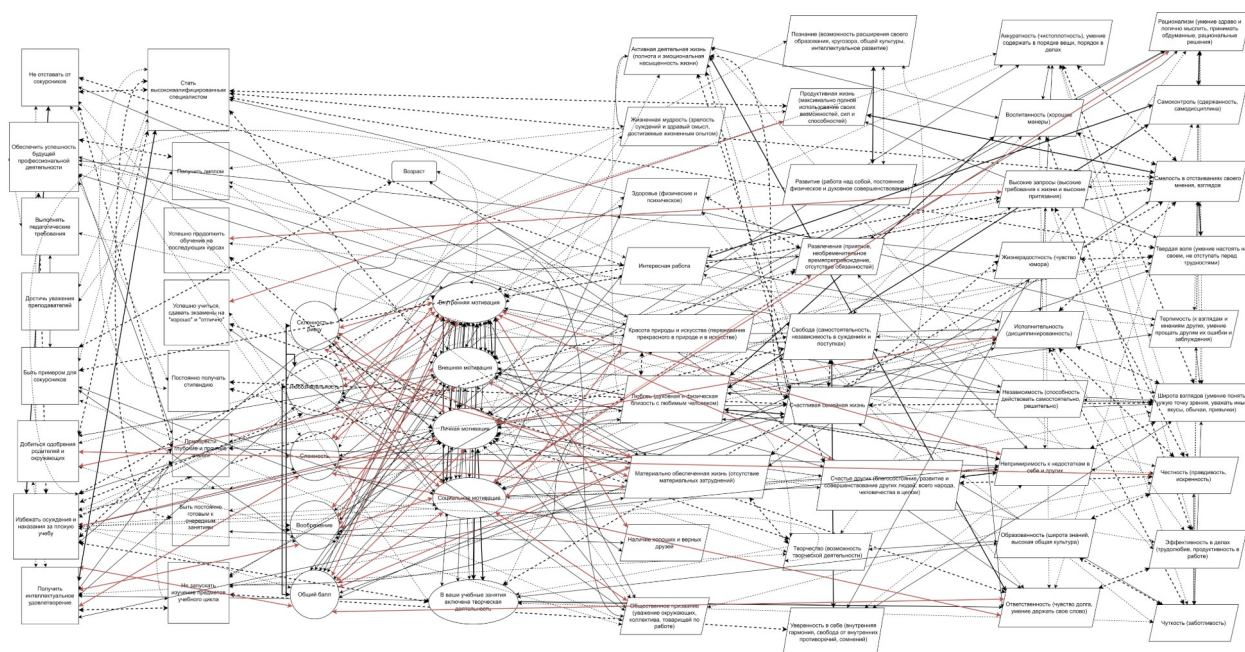 Не отставать от
сокурсников
Обеспечить успешность
будущей
профессиональной
деятельности
Выполнять
педагогические
требования
Достичь уважения
преподавателей
Быть примером для
сокурсников
Добиться одобрения
родителей и
окружающих
Избежать осуждения и
наказания за плохую
учебу
Получить
интеллектуальное
удовлетворение
Стать
высококвалифицированным
специалистом
Получить диплом
Успешно продолжить
обучение на
последующих курсах
Успешно учиться,
сдавать экзамены на
"хорошо" и "отлично"
Постоянно получать
стипендию
Приобрести
глубокие и прочные
знания
Быть постоянно
готовым к
очередным
занятиям
Не запускать
изучение предметов
учебного цикла
Склонность к
риску
Любознательность
Сложность
Воображение
Общий балл
Возраст
Внутренняя мотивация
Внешняя мотивация
Личная мотивация
Социальная мотивация
В ваши учебные занятия
включена творческая
деятельность
Активная деятельная жизнь
(полнота и эмоциональная
насыщенность жизни)
Жизненная мудрость (зрелость
суждений и здравый смысл,
достигаемые жизненным опытом)
Здоровье (физические и
психическое)
Интересная работа
Красота природы и искусства (переживание
прекрасного в природе и в искусстве)
Любовь (духовная и физическая
близость с любимым человеком)
Материально обеспеченная жизнь (отсутствие
материальных затруднений)
Наличие хороших и верных
друзей
Общественное призвание
(уважение окружающих,
коллектива, товарищей по
работе)
Познание (возможность расширения своего
образования, кругозора, общей культуры,
интеллектуальное развитие)
Продуктивная жизнь
(максимально полное
использование своих
возможностей, сил и
способностей)
Развитие (работа над собой, постоянное
физическое и духовное совершенствование)
Развлечения (приятное,
необременительное
времяпрепровождение,
отсутствие обязанностей)
Свобода (самостоятельность,
независимость в суждениях и
поступках)
Счастливая семейная жизнь
Счастье других (благосостояние, развитие и
совершенствование других людей, всего народа,
человечества в целом)
Творчество (возможность
творческой деятельности)
Уверенность в себе (внутренняя
гармония, свобода от внутренних
противоречий, сомнений)
Аккуратность (чистоплотность), умение
содержать в порядке вещи, порядок в
делах
Воспитанность (хорошие
манеры)
Высокие запросы (высокие
требования к жизни и высокие
притязания)
Жизнерадостность (чувство
юмора)
Исполнительность
(дисциплинированность)
Независимость (способность
действовать самостоятельно,
решительно)
Непримиримость к недостаткам в
себе и других
Образованность (широта знаний,
высокая общая культура)
Ответственность (чувство долга,
умение держать свое слово)
Рационализм (умение здраво и
логично мыслить, принимать
обдуманные, рациональные
решения)
Самоконтроль (сдержанность,
самодисциплина)
Смелость в отстаиваниях своего
мнения, взглядов
Твердая воля (умение настоять на
своем, не отступать перед
трудностями)
Терпимость (к взглядам и
мнениям других, умение
прощать другим их ошибки и
заблуждения)
Широта взглядов (умение понять
чужую точку зрения, уважать иные
вкусы, обычаи, привычки)
Честность (правдивость,
искренность)
Эффективность в делах
(трудолюбие, продуктивность в
работе)
Чуткость (заботливость)